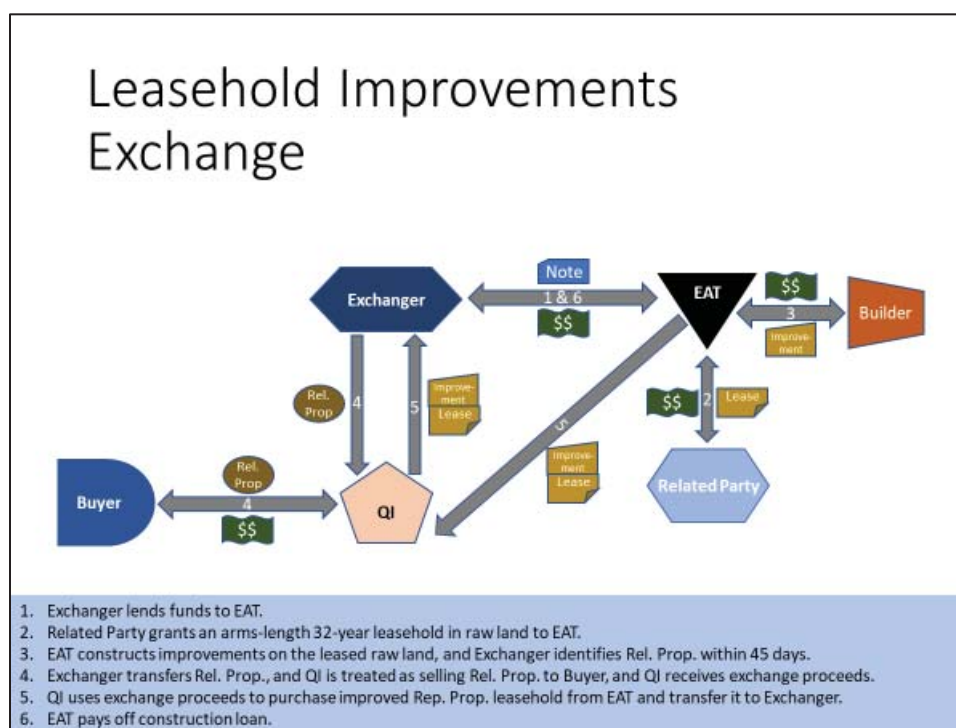 Leasehold Improvements
Exchange
Note
Exchanger
1 & 6
$$
EAT
$$
3
Improve-
ment
Builder
Rel.
Prop
4
5
Improve-
ment
Lease
$$
2
Lease
5
Improve-
ment
Lease
Related Party
Buyer
Rel.
Prop
4
$$
QI
1. Exchanger lends funds to EAT.
2. Related Party grants an arms-length 32-year leasehold in raw land to EAT.
3. EAT constructs improvements on the leased raw land, and Exchanger identifies Rel. Prop. within 45 days.
4. Exchanger transfers Rel. Prop., and QI is treated as selling Rel. Prop. to Buyer, and QI receives exchange proceeds.
5. QI uses exchange proceeds to purchase improved Rep. Prop. leasehold from EAT and transfer it to Exchanger.
6. EAT pays off construction loan.